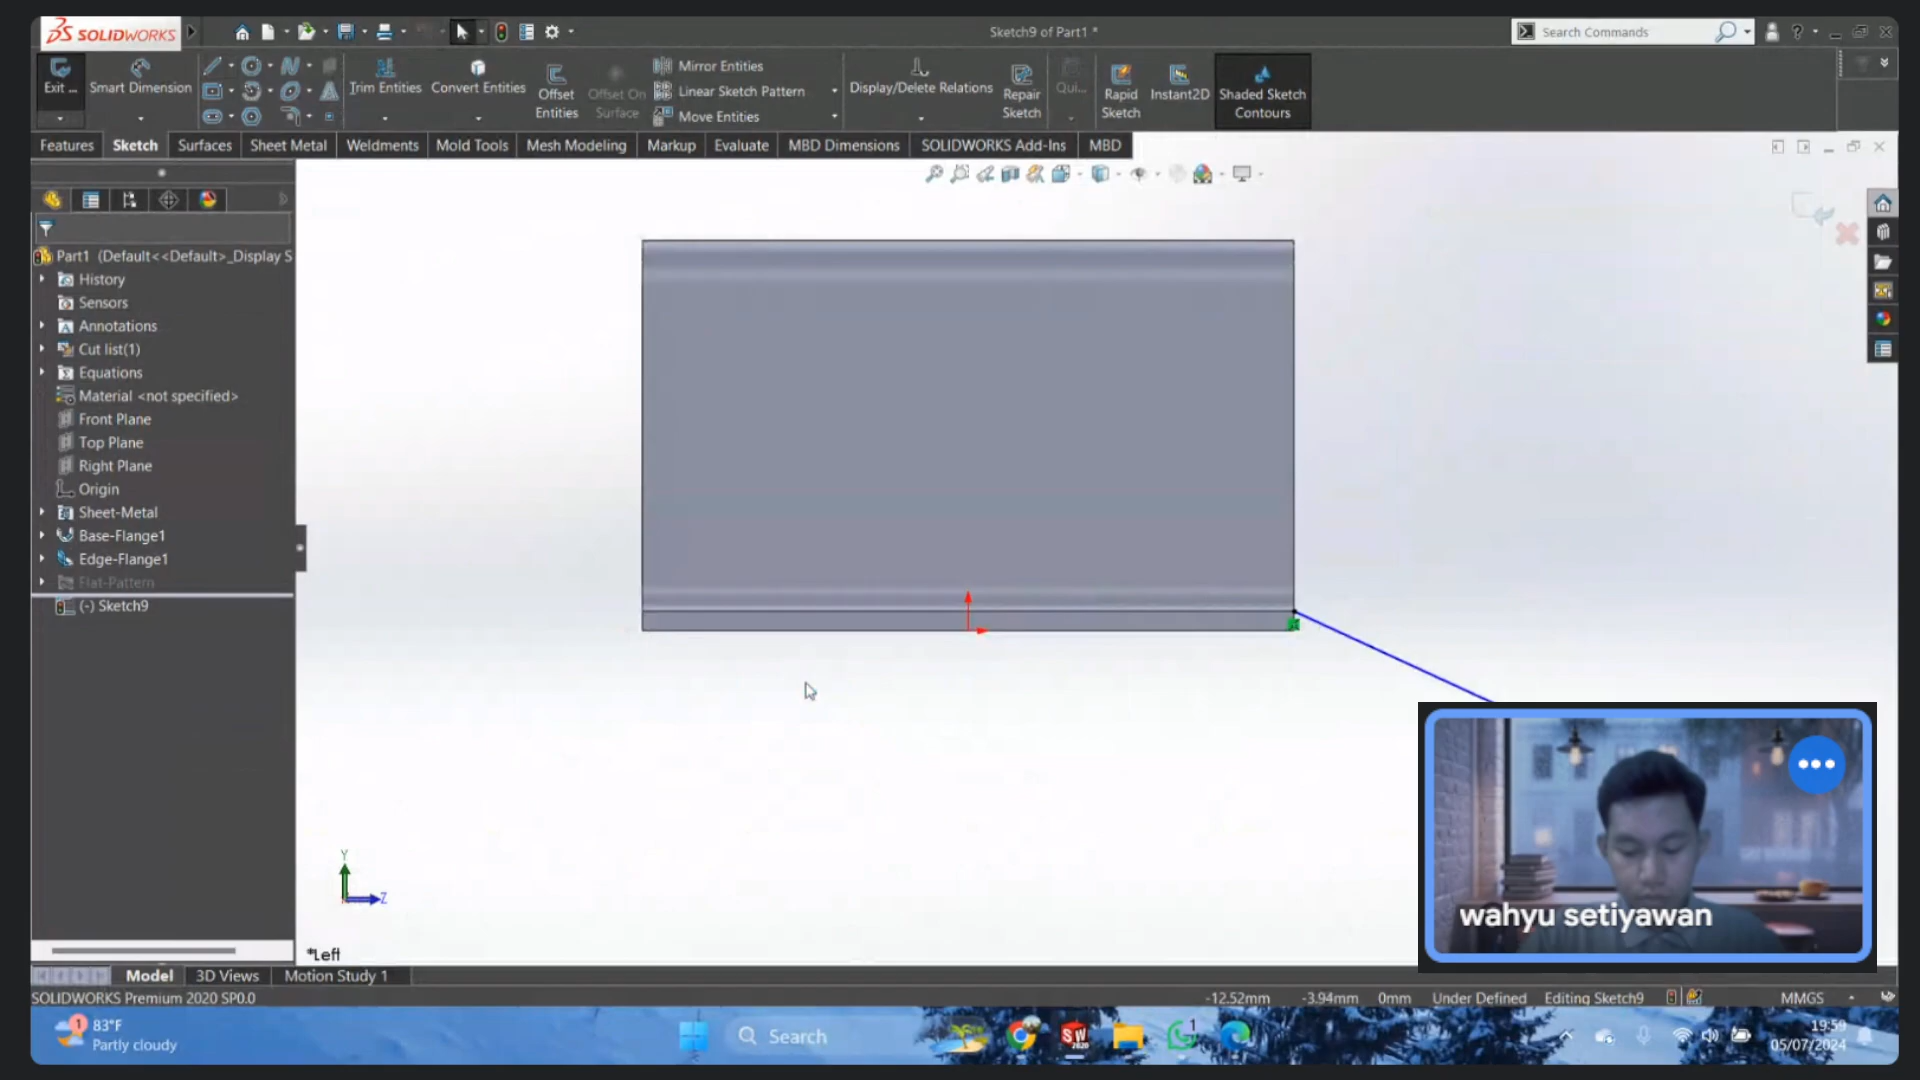 SOLIDWORKS
Sketch9 of Part1 *
Search Commands
Exit ...
Smart Dimension
Trim Entities
Convert Entities
Offset Entities
Offset On Surface
Mirror Entities
Linear Sketch Pattern
Move Entities
Display/Delete Relations
Repair Sketch
Qui...
Rapid Sketch
Instant2D
Shaded Sketch Contours
Features
Sketch
Surfaces
Sheet Metal
Weldments
Mold Tools
Mesh Modeling
Markup
Evaluate
MBD Dimensions
SOLIDWORKS Add-Ins
MBD
Part1 (Default<<Default>_Display S
History
Sensors
Annotations
Cut list(1)
Equations
Material <not specified>
Front Plane
Top Plane
Right Plane
Origin
Sheet-Metal
Base-Flange1
Edge-Flange1
Flat-Pattern
(-) Sketch9
Y
Z
*Left
wahyu setiyawan
Model
3D Views
Motion Study 1
SOLIDWORKS Premium 2020 SP0.0
-12.52mm
-3.94mm
0mm
Under Defined
Editing Sketch9
MMGS
1
83°F
Partly cloudy
Search
SW
2020
1
19:59
05/07/2024